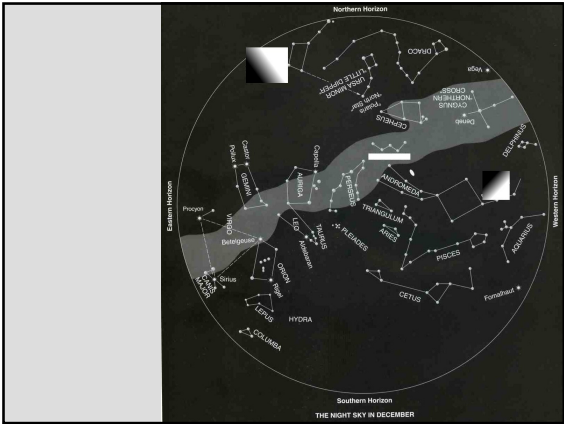 Northern Horizon
DRACO
URSA MINOR
"LITTLE DIPPER"
"Polaris
"North Star"
Vega
CYGNUS
"NORTHERN
CROSS"
Deneb
CEPHEUS
DELPHINUS
Castor
Pollux
GEMINI
Capella
AURIGA
PERSEUS
ANDROMEDA
TRIANGULUM
ARIES
Eastern Horizon
Western Horizon
Procyon
VIRGO
Betelgeuse
LEO
Aldebaran
TAURUS
PLEIADES
PISCES
AQUARIUS
Sirius
CANIS
MAJOR
ORION
Rigel
CETUS
Fomalhaut
LEPUS
HYDRA
COLUMBA
Southern Horizon
THE NIGHT SKY IN DECEMBER